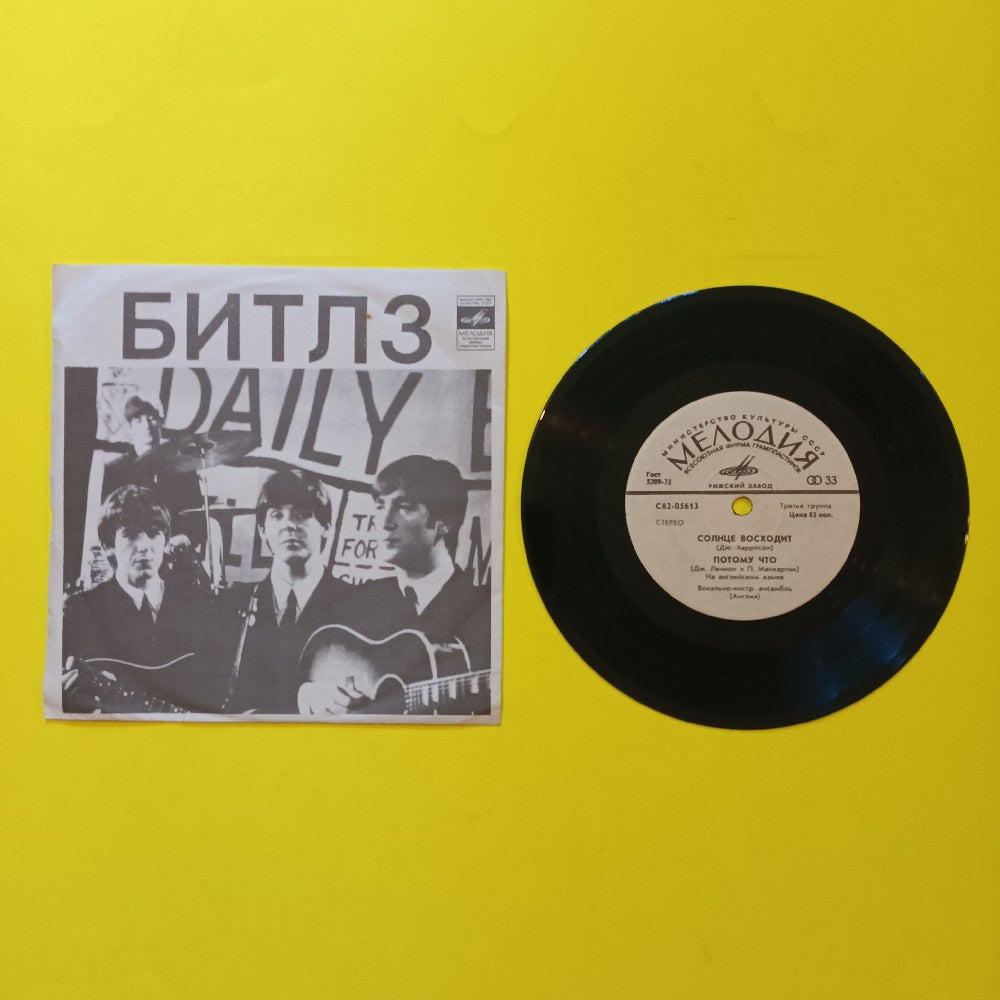 БИТЛЗ
МЕЛОДИЯ
DAILY E
TR
FOR
МИНИСТЕРСТВО КУЛЬТУРЫ СССР
МЕЛОДИЯ
ВСЕСОЮЗНАЯ ФИРМА ГРАМПЛАСТИНОК
РИЖСКИЙ ЗАВОД
Гост
5289-73
33
С62-05613
Третья группа
Цена 85 коп.
СТЕРЕО
СОЛНЦЕ ВОСХОДИТ
(Дж. Харрисон)
ПОТОМУ ЧТО
(Дж. Леннон и П. Маккартни)
На английском языке
Вокально-инстр. ансамбль
(Англия)